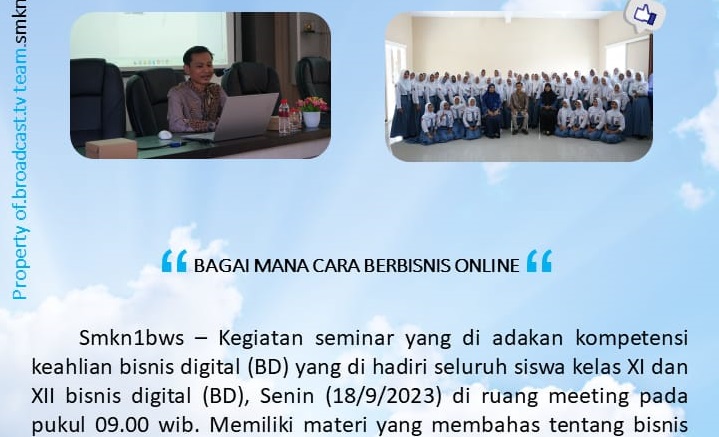 Property of.broadcast.tv team.smkn
“ BAGAI MANA CARA BERBISNIS ONLINE “
Smkn1bws – Kegiatan seminar yang di adakan kompetensi
keahlian bisnis digital (BD) yang di hadiri seluruh siswa kelas XI dan
XII bisnis digital (BD), Senin (18/9/2023) di ruang meeting pada
pukul 09.00 wib. Memiliki materi yang membahas tentang bisnis